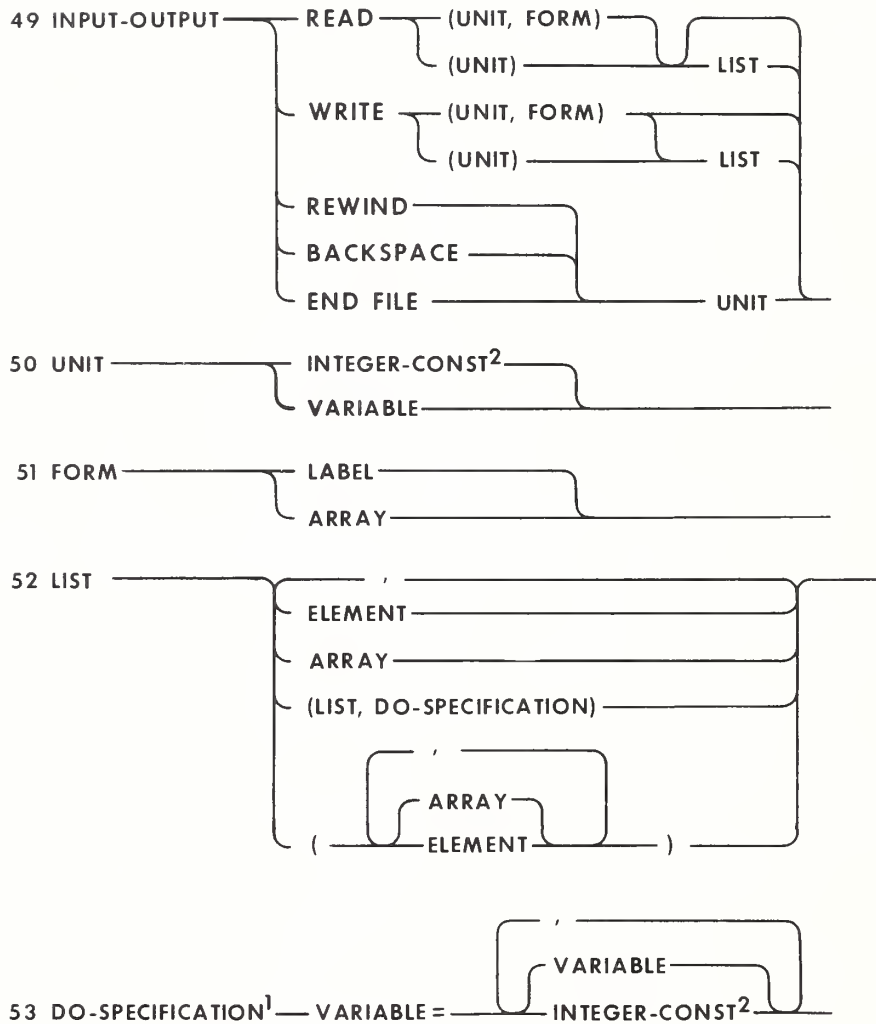 49 INPUT-OUTPUT READ (UNIT, FORM)
(UNIT) LIST
WRITE (UNIT, FORM)
(UNIT) LIST
REWIND
BACKSPACE
END FILE UNIT
50 UNIT INTEGER-CONST2
VARIABLE
51 FORM LABEL
ARRAY
52 LIST ,
ELEMENT
ARRAY
(LIST, DO-SPECIFICATION)
,
ARRAY
( ELEMENT )
,
VARIABLE
53 DO-SPECIFICATION1 VARIABLE = INTEGER-CONST2